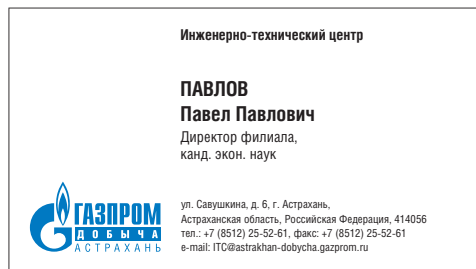 Инженерно-технический центр
ПАВЛОВ
Павел Павлович
Директор филиала,
канд. экон. наук
ГАЗПРОМ
ДОБЫЧА
АСТРАХАНЬ
ул. Савушкина, д. 6, г. Астрахань,
Астраханская область, Российская Федерация, 414056
тел.: +7 (8512) 25-52-61, факс: +7 (8512) 25-52-61
e-mail: ITC@astrakhan-dobycha.gazprom.ru